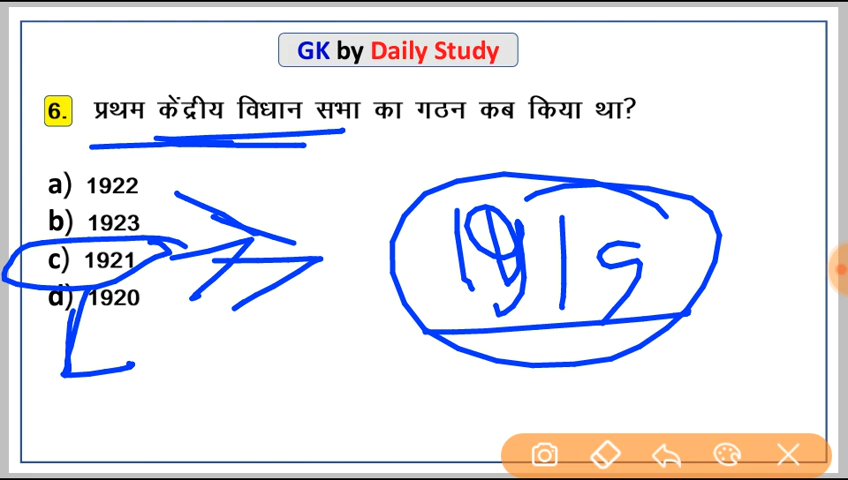 GK by Daily Study
6. प्रथम केंद्रीय विधान सभा का गठन कब किया था?
a) 1922
b) 1923
c) 1921
d) 1920
1919